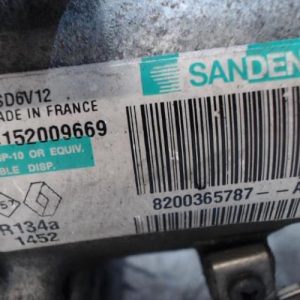 SD6V12
SANDEN
MADE IN FRANCE
1152009669
SP-10 OR EQUIV.
BLE DISP.
8200365787--A
R134a
1452